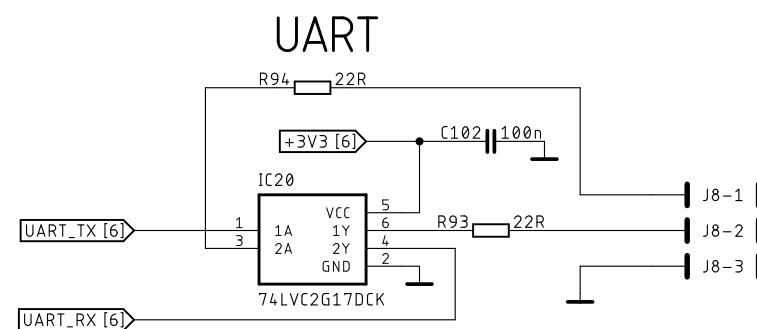 UART
R94 22R
+3V3 [6]
C102 100n
IC20
VCC 5
UART_TX [6] 1 1A 1Y 6 R93 22R
3 2A 2Y 4
GND 2
74LVC2G17DCK
UART_RX [6]
J8-1
J8-2
J8-3